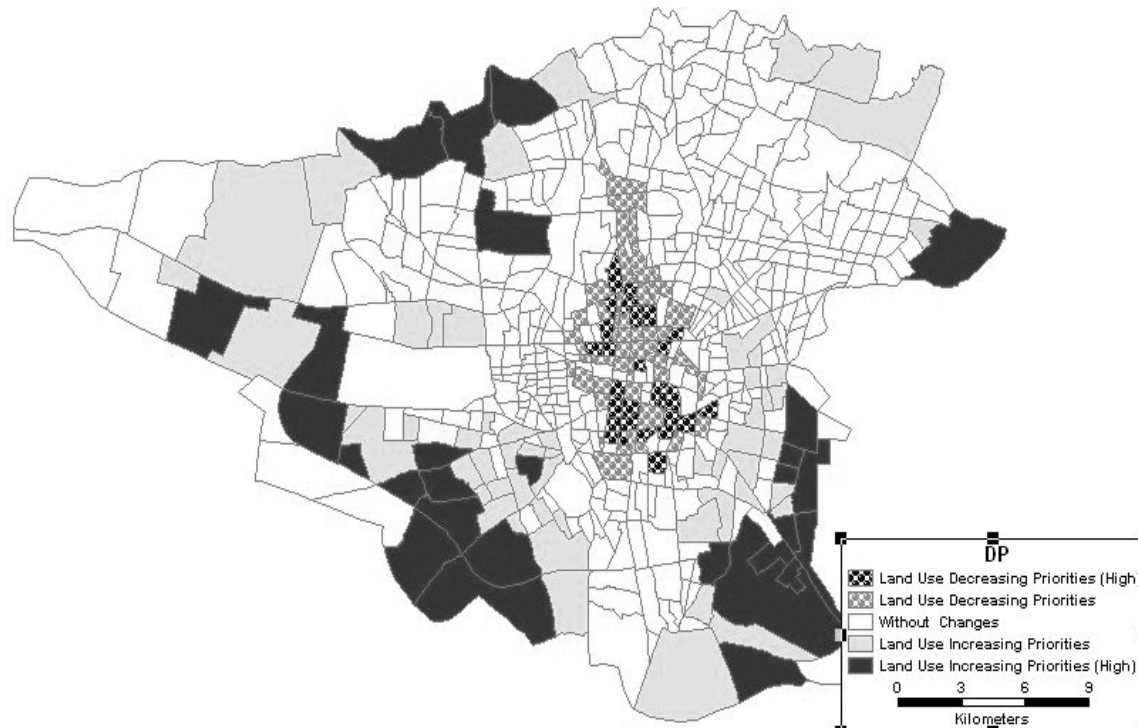 DP
Land Use Decreasing Priorities (High)
Land Use Decreasing Priorities
Without Changes
Land Use Increasing Priorities
Land Use Increasing Priorities (High)
0 3 6 9
Kilometers